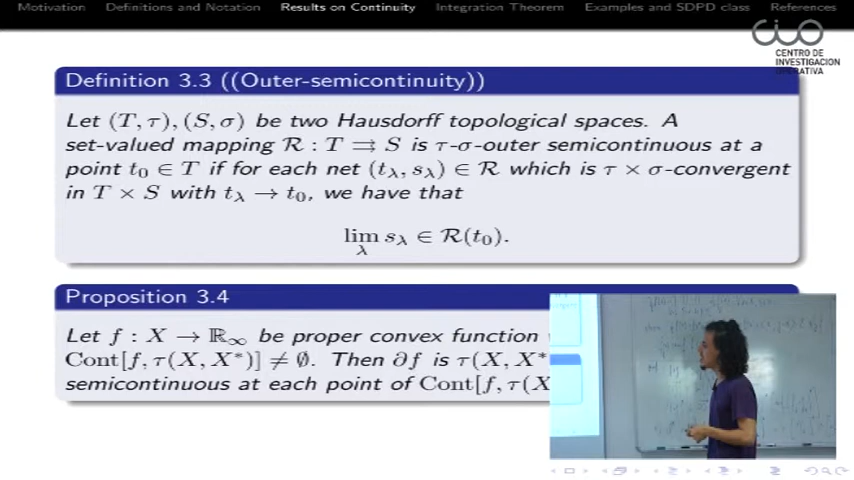 Motivation Definitions and Notation Results on Continuity Integration Theorem Examples and SDPD class References
CIO
CENTRO DE
INVESTIGACION
OPERATIVA
Definition 3.3 ((Outer-semicontinuity))
Let (T, τ), (S, σ) be two Hausdorff topological spaces. A
set-valued mapping R : T ⇉ S is τ-σ-outer semicontinuous at a
point t₀ ∈ T if for each net (t_λ, s_λ) ∈ R which is τ × σ-convergent
in T × S with t_λ → t₀, we have that
lim s_λ ∈ R(t₀).
λ
Proposition 3.4
Let f : X → ℝ_∞ be proper convex function
Cont[f, τ(X, X*)] ≠ ∅. Then ∂f is τ(X, X*
semicontinuous at each point of Cont[f, τ(X